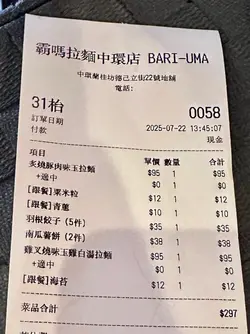 霸嗎拉麵中環店 BARI-UMA
中環蘭桂坊德己立街22號地舖
電話:
31枱 0058
訂單日期 2025-07-22 13:45:07
付款 現金
項目 單價 數量 合計
炙燒豚肉味玉拉麵 $95 1 $95
+適中 $0 1 $0
[跟餐]粟米粒 $12 1 $12
[跟餐]青蔥 $10 1 $10
羽根餃子 (5件) $35 1 $35
南瓜薯餅 (2件) $38 1 $38
雞叉燒味玉雞白湯拉麵 $95 1 $95
+適中 $0 1 $0
[跟餐]海苔 $12 1 $12
菜品合計 $297